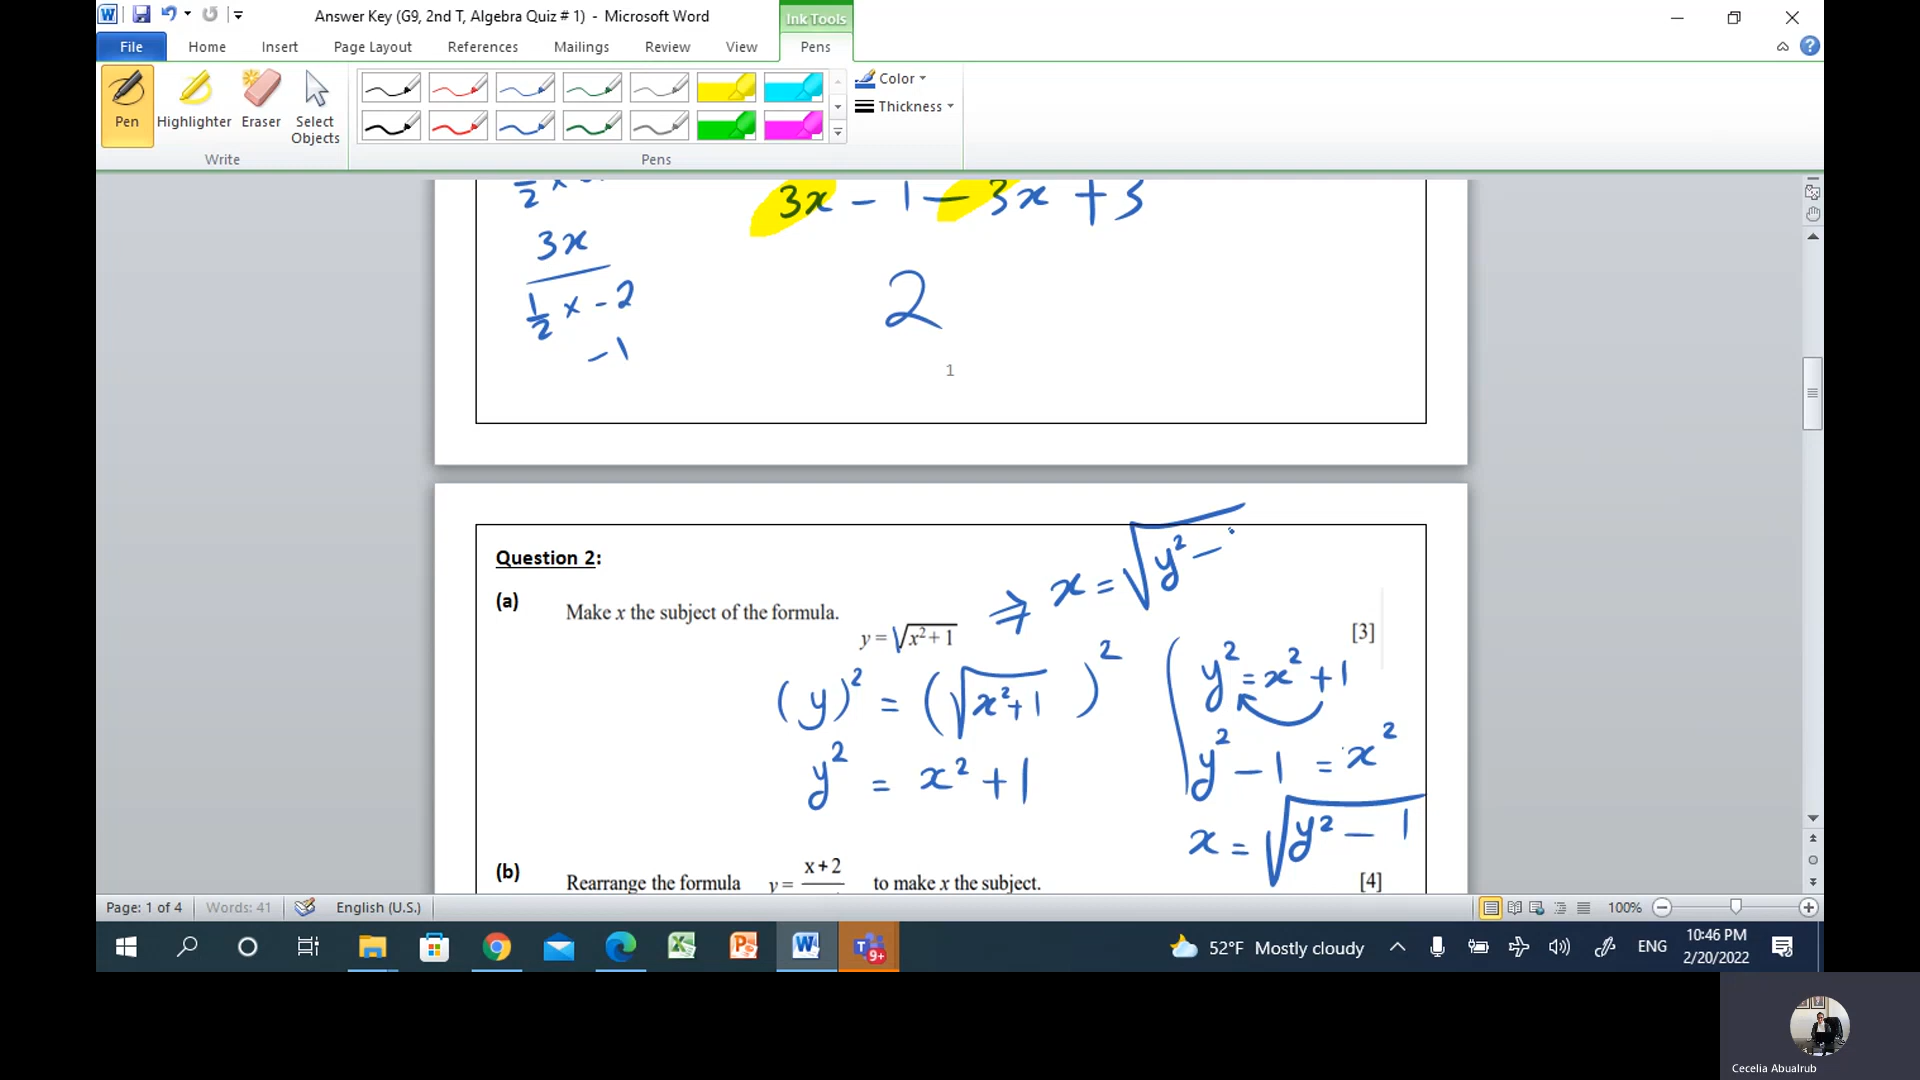 Answer Key (G9, 2nd T, Algebra Quiz # 1) - Microsoft Word
Ink Tools
File Home Insert Page Layout References Mailings Review View Pens
Pen Highlighter Eraser Select Objects
Color
Thickness
Write
Pens
3x - 1 - 3x + 3
3x
1/2 x - 2
- 1
2
1
Question 2:
⇒ x = √(y² -
(a)
Make x the subject of the formula.
y = √(x² + 1)
[3]
(y)² = (√(x²+1))²
y² = x² + 1
y² = x² + 1
y² - 1 = x²
x = √(y² - 1)
(b)
Rearrange the formula y = x + 2 to make x the subject.
[4]
Page: 1 of 4 Words: 41 English (U.S.) 100%
52°F Mostly cloudy ENG 10:46 PM
2/20/2022
9+
Cecelia Abualrub